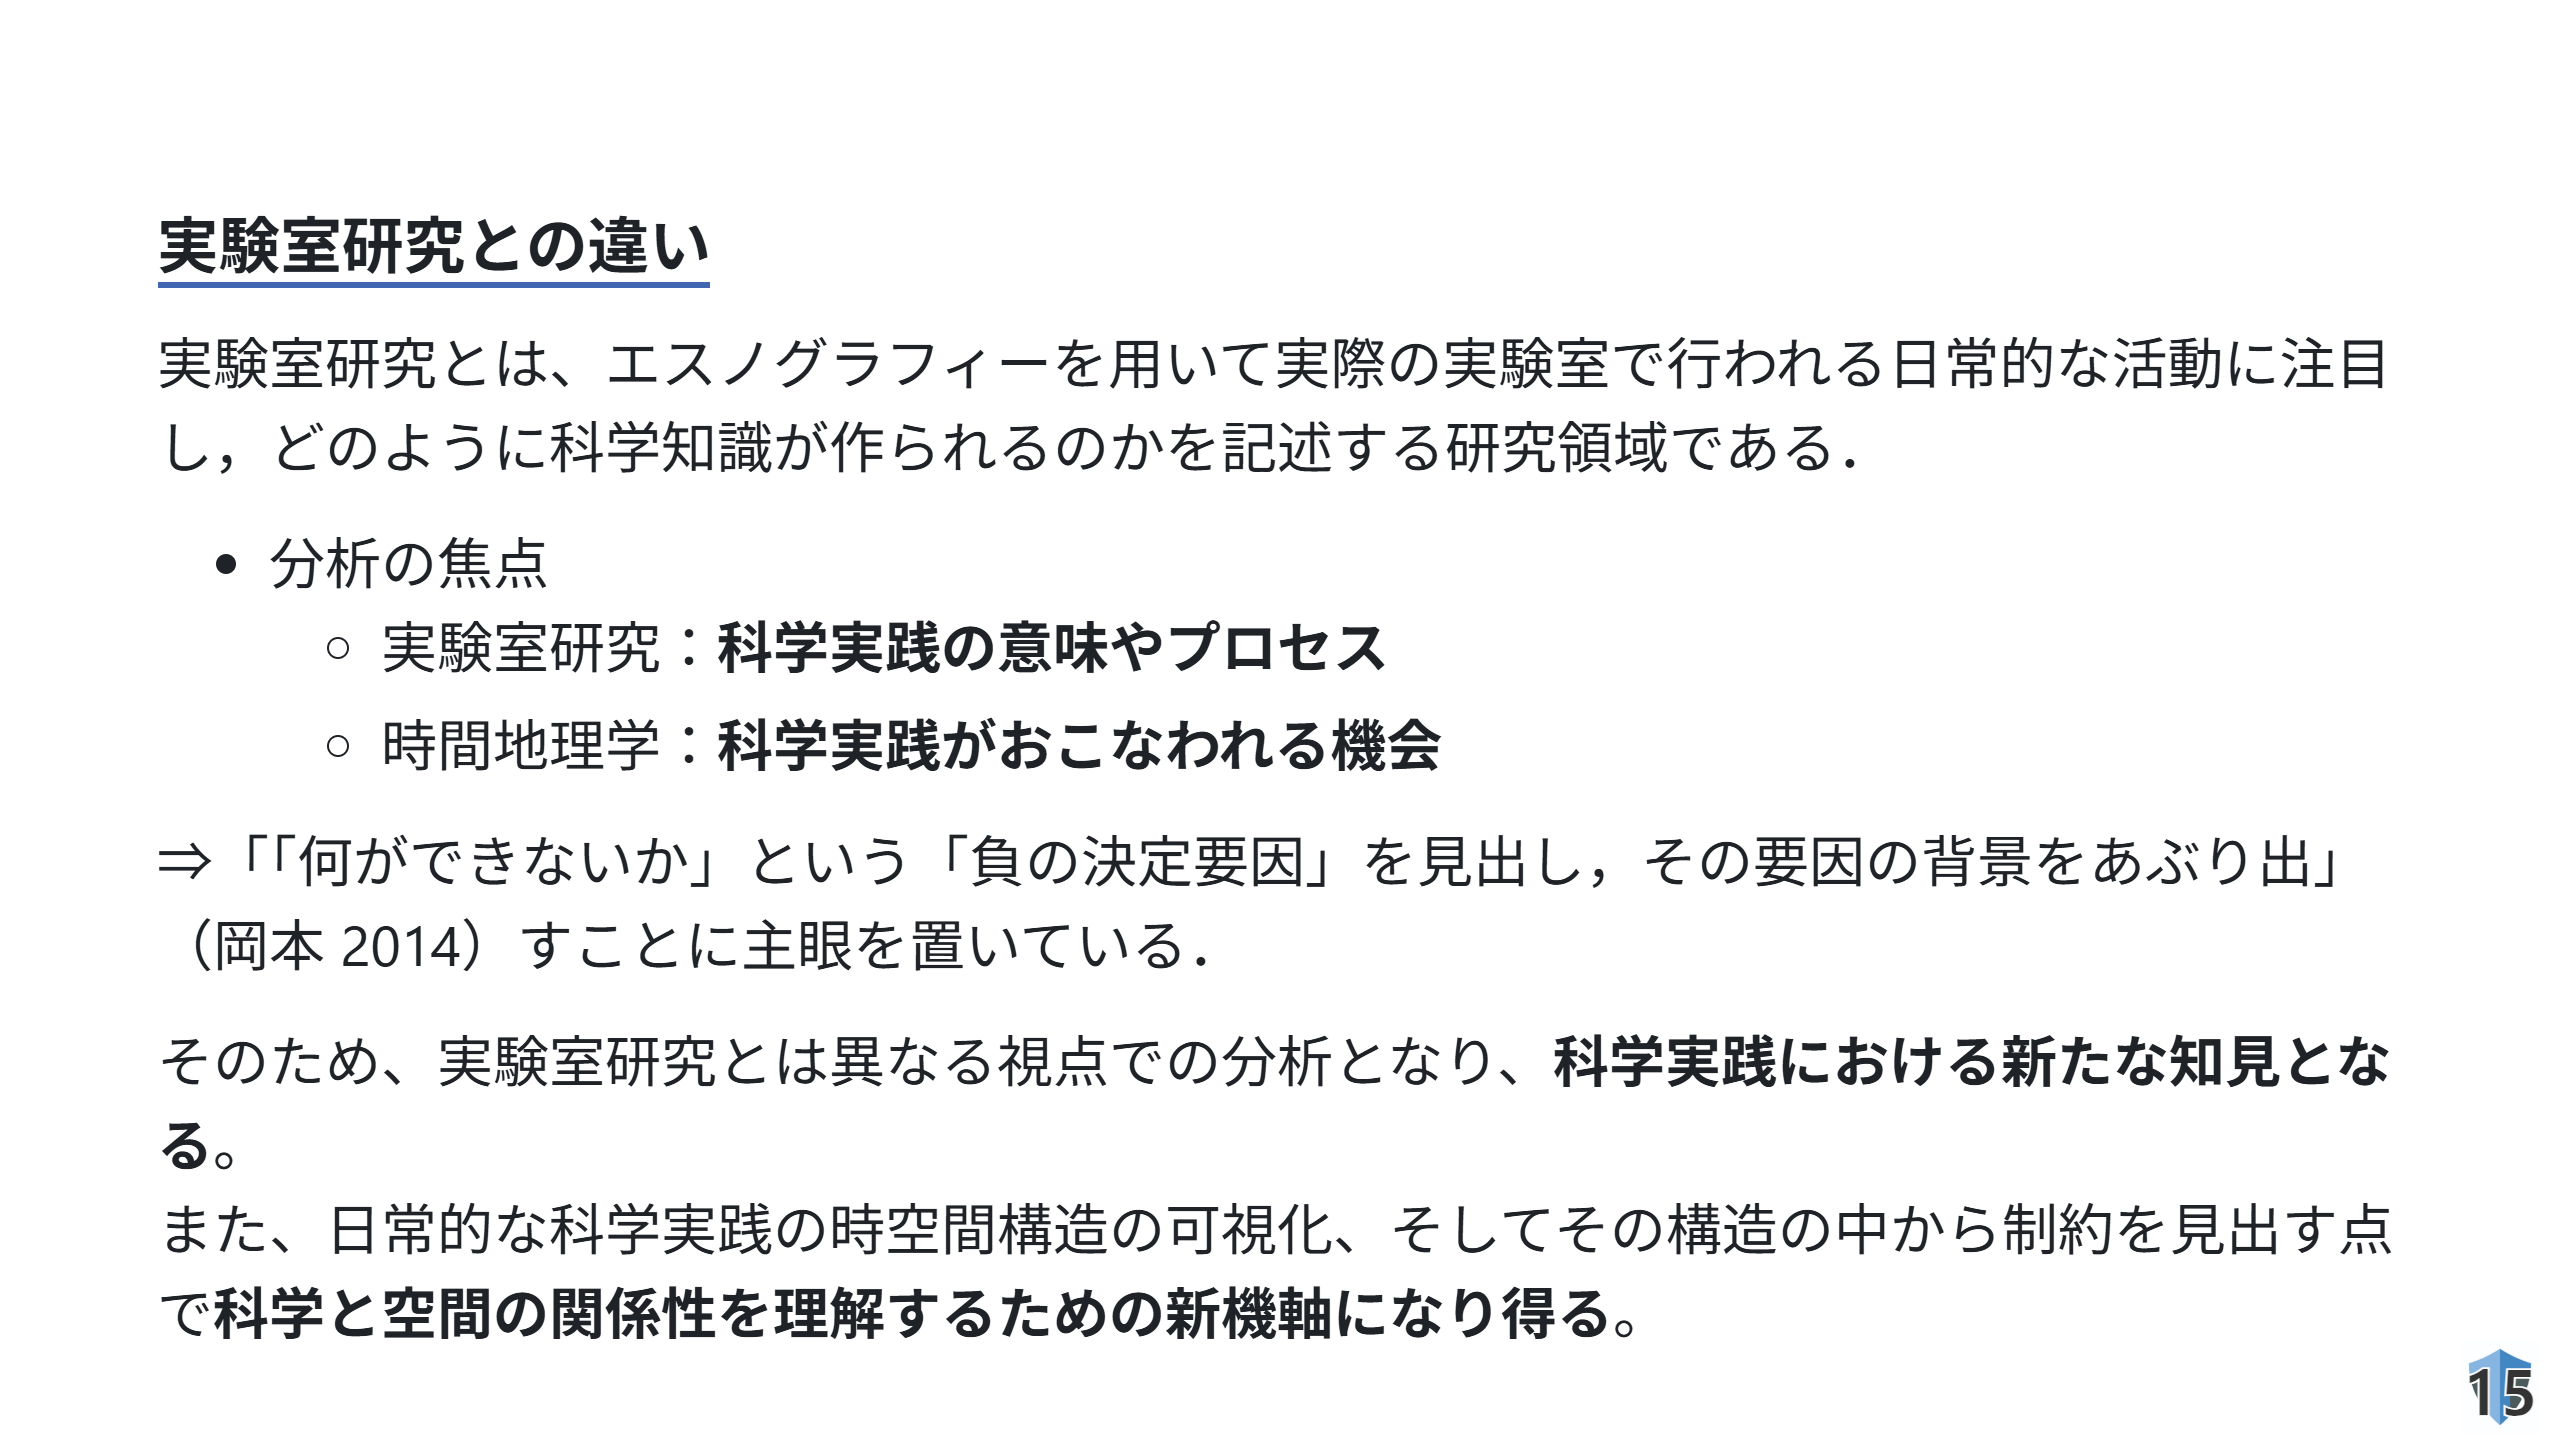 実験室研究との違い
実験室研究とは、エスノグラフィーを用いて実際の実験室で行われる日常的な活動に注目
し，どのように科学知識が作られるのかを記述する研究領域である．
• 分析の焦点
○ 実験室研究：科学実践の意味やプロセス
○ 時間地理学：科学実践がおこなわれる機会
⇒「「何ができないか」という「負の決定要因」を見出し，その要因の背景をあぶり出」
（岡本 2014）すことに主眼を置いている．
そのため、実験室研究とは異なる視点での分析となり、科学実践における新たな知見とな
る。
また、日常的な科学実践の時空間構造の可視化、そしてその構造の中から制約を見出す点
で科学と空間の関係性を理解するための新機軸になり得る。
15